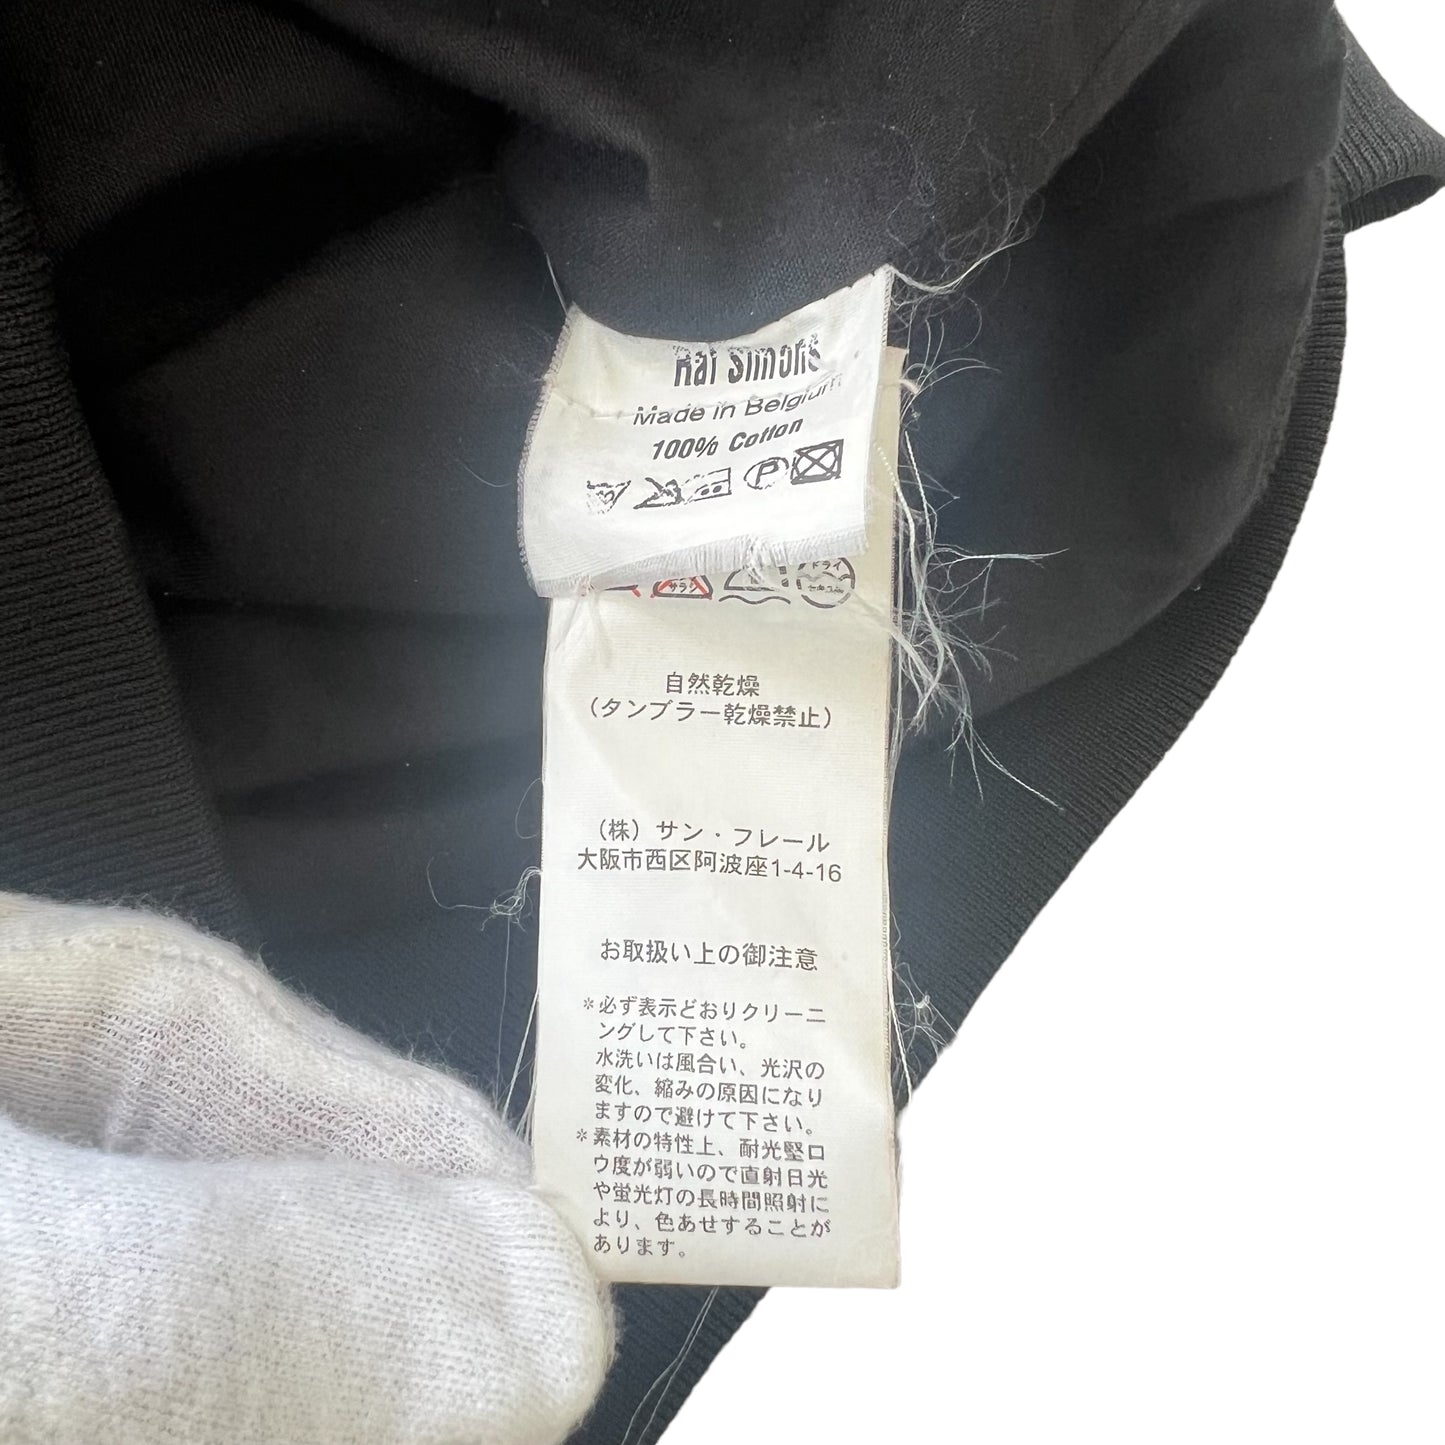 Raf Simons
Made in Belgium
100% Cotton
P
サラシ
ドライ
自然乾燥
(タンブラー乾燥禁止)
(株) サン・フレール
大阪市西区阿波座1-4-16
お取扱い上の御注意
＊必ず表示どおりクリーニ
ングして下さい。
水洗いは風合い、光沢の
変化、縮みの原因になり
ますので避けて下さい。
＊素材の特性上、耐光堅ロ
ウ度が弱いので直射日光
や蛍光灯の長時間照射に
より、色あせすることが
あります。